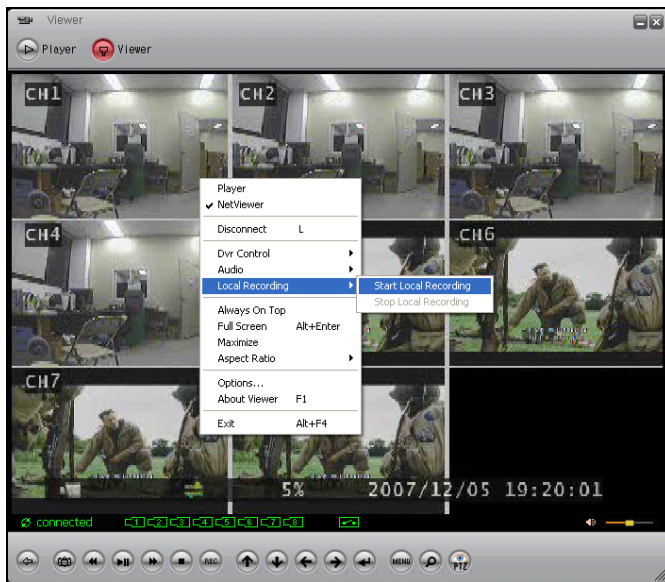 Viewer
Player Viewer
CH1 CH2 CH3
Player
NetViewer
Disconnect L
CH4 CH6
Dvr Control
Audio
Local Recording Start Local Recording
Stop Local Recording
Always On Top
Full Screen Alt+Enter
Maximize
Aspect Ratio
CH7
Options...
About Viewer F1
Exit Alt+F4
5% 2007/12/05 19:20:01
connected 1 2 3 4 5 6 7 8
REC MENU PTZ